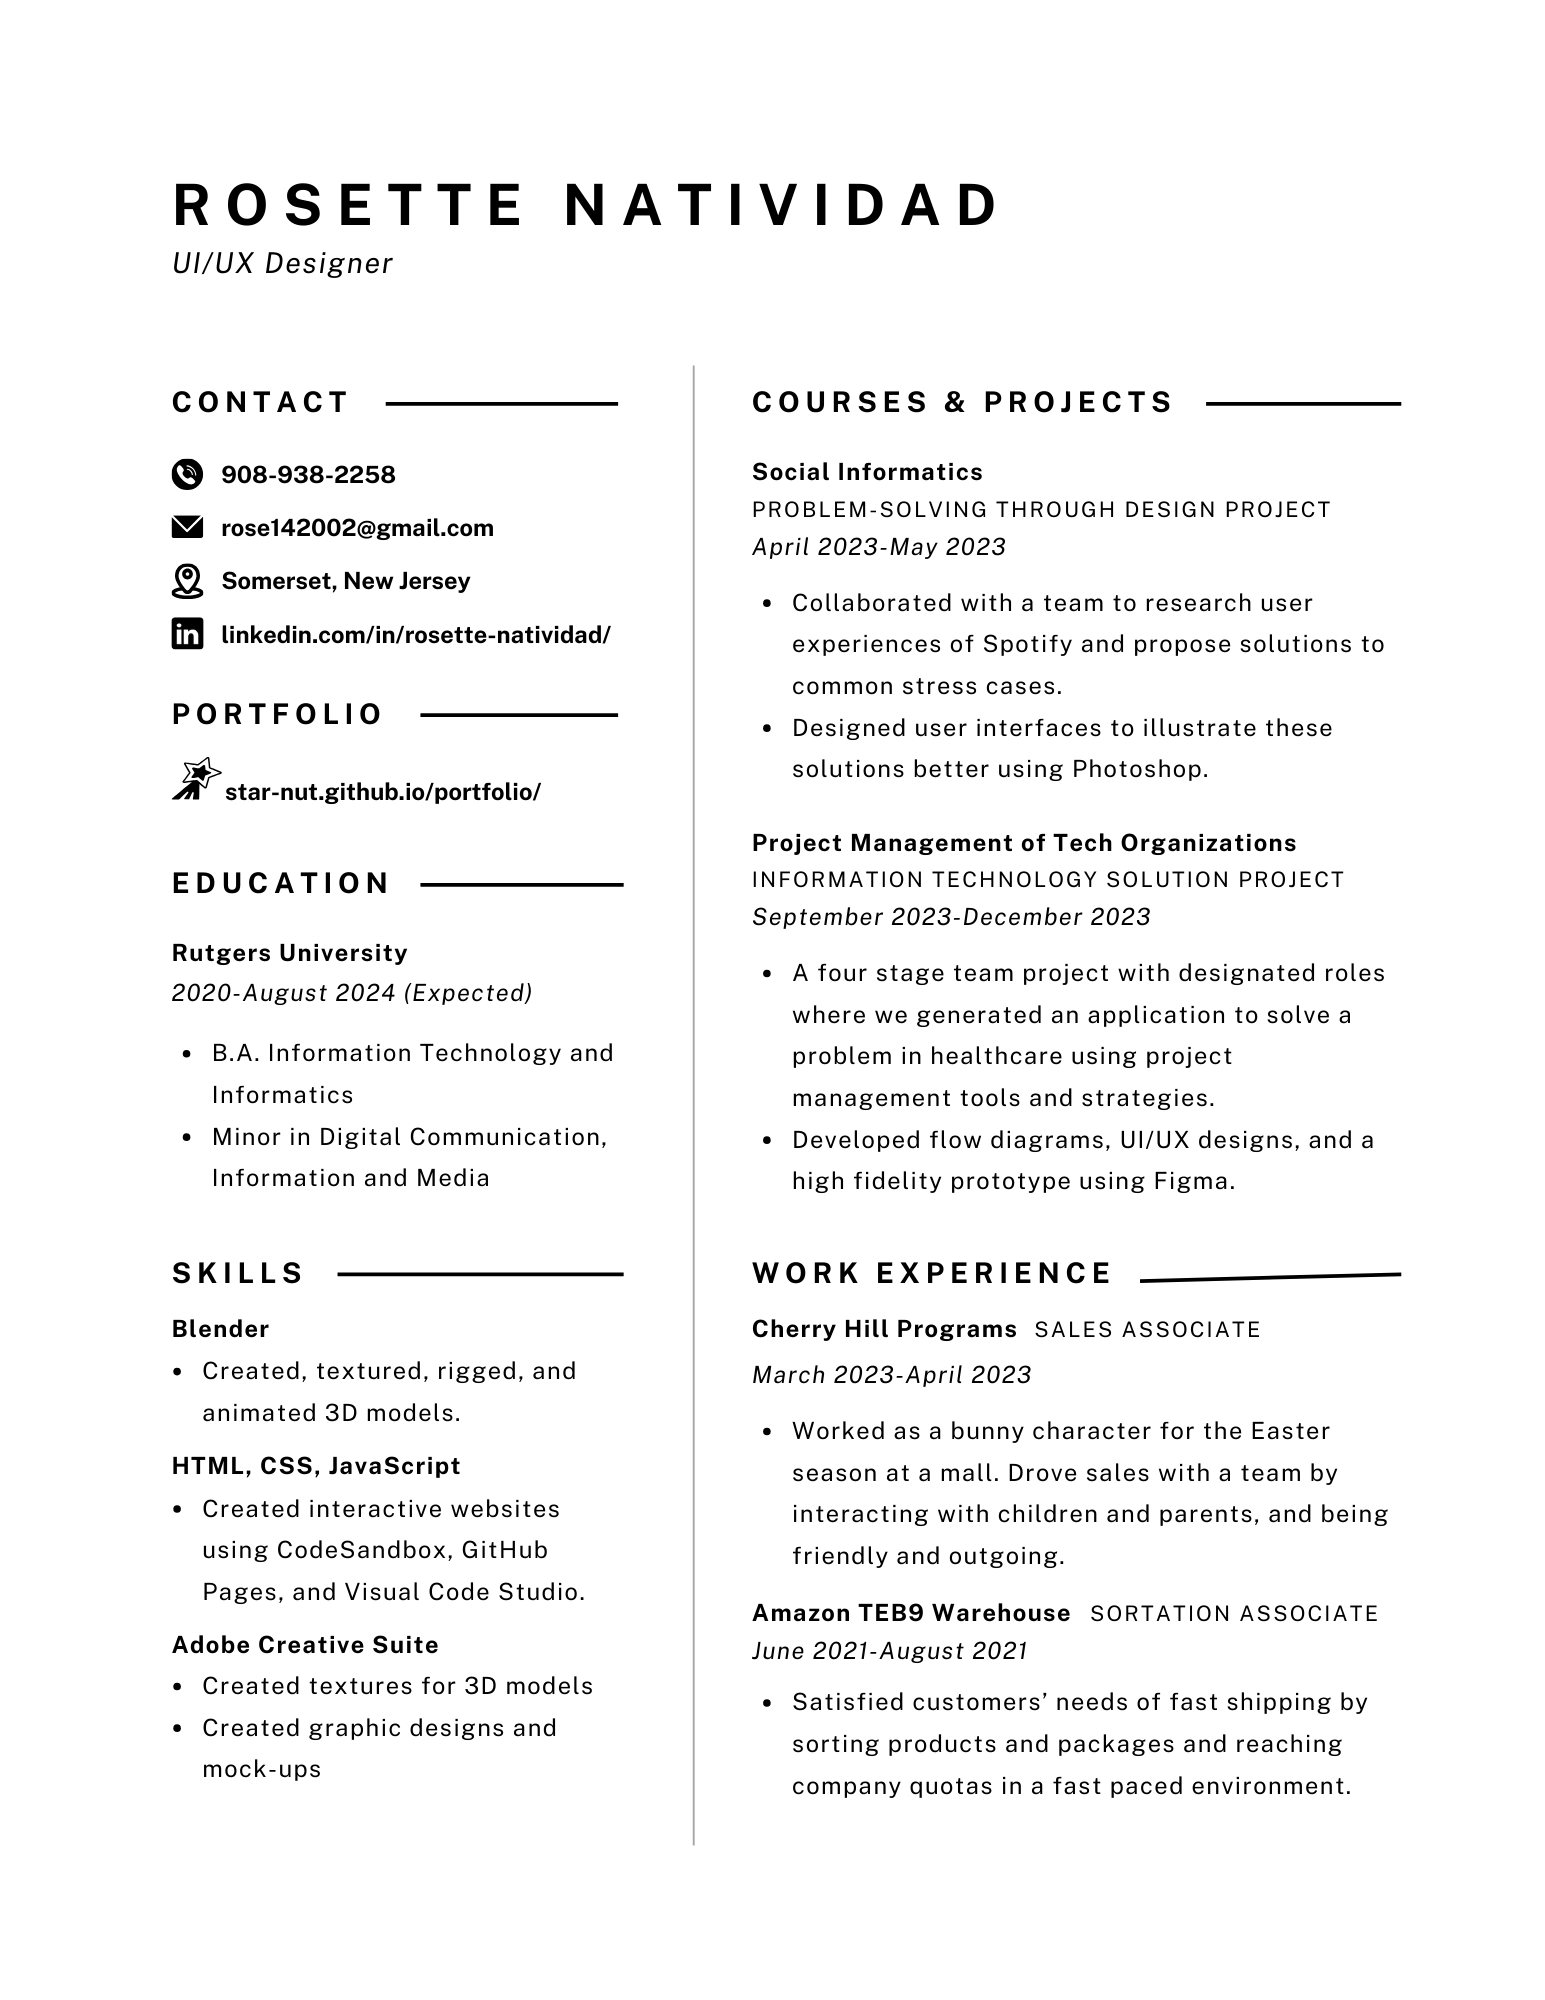 ROSETTE NATIVIDAD
UI/UX Designer
CONTACT
908-938-2258
rose142002@gmail.com
Somerset, New Jersey
linkedin.com/in/rosette-natividad/
PORTFOLIO
star-nut.github.io/portfolio/
EDUCATION
Rutgers University
2020-August 2024 (Expected)
• B.A. Information Technology and
Informatics
• Minor in Digital Communication,
Information and Media
SKILLS
Blender
• Created, textured, rigged, and
animated 3D models.
HTML, CSS, JavaScript
• Created interactive websites
using CodeSandbox, GitHub
Pages, and Visual Code Studio.
Adobe Creative Suite
• Created textures for 3D models
• Created graphic designs and
mock-ups
COURSES & PROJECTS
Social Informatics
PROBLEM-SOLVING THROUGH DESIGN PROJECT
April 2023-May 2023
• Collaborated with a team to research user
experiences of Spotify and propose solutions to
common stress cases.
• Designed user interfaces to illustrate these
solutions better using Photoshop.
Project Management of Tech Organizations
INFORMATION TECHNOLOGY SOLUTION PROJECT
September 2023-December 2023
• A four stage team project with designated roles
where we generated an application to solve a
problem in healthcare using project
management tools and strategies.
• Developed flow diagrams, UI/UX designs, and a
high fidelity prototype using Figma.
WORK EXPERIENCE
Cherry Hill Programs SALES ASSOCIATE
March 2023-April 2023
• Worked as a bunny character for the Easter
season at a mall. Drove sales with a team by
interacting with children and parents, and being
friendly and outgoing.
Amazon TEB9 Warehouse SORTATION ASSOCIATE
June 2021-August 2021
• Satisfied customers’ needs of fast shipping by
sorting products and packages and reaching
company quotas in a fast paced environment.